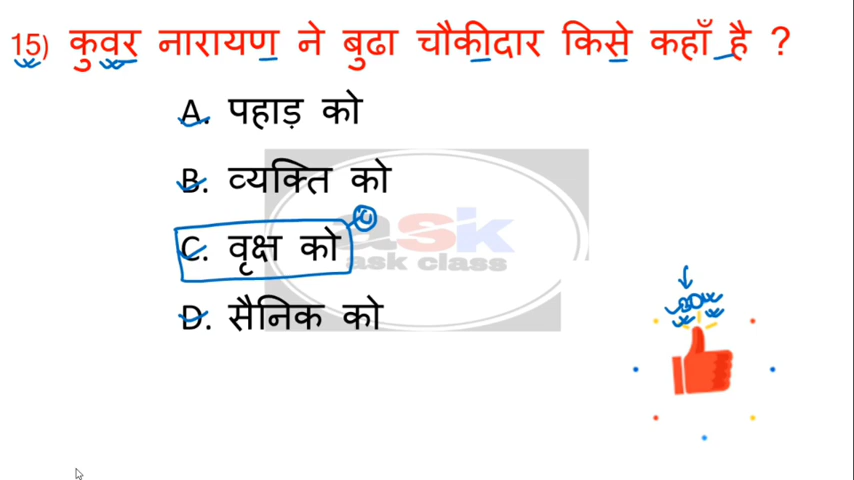 15) कुवर नारायण ने बुढा चौकीदार किसे कहाँ है ?
A. पहाड़ को
B. व्यक्ति को
ask
C. वृक्ष को
ask class
D. सैनिक को